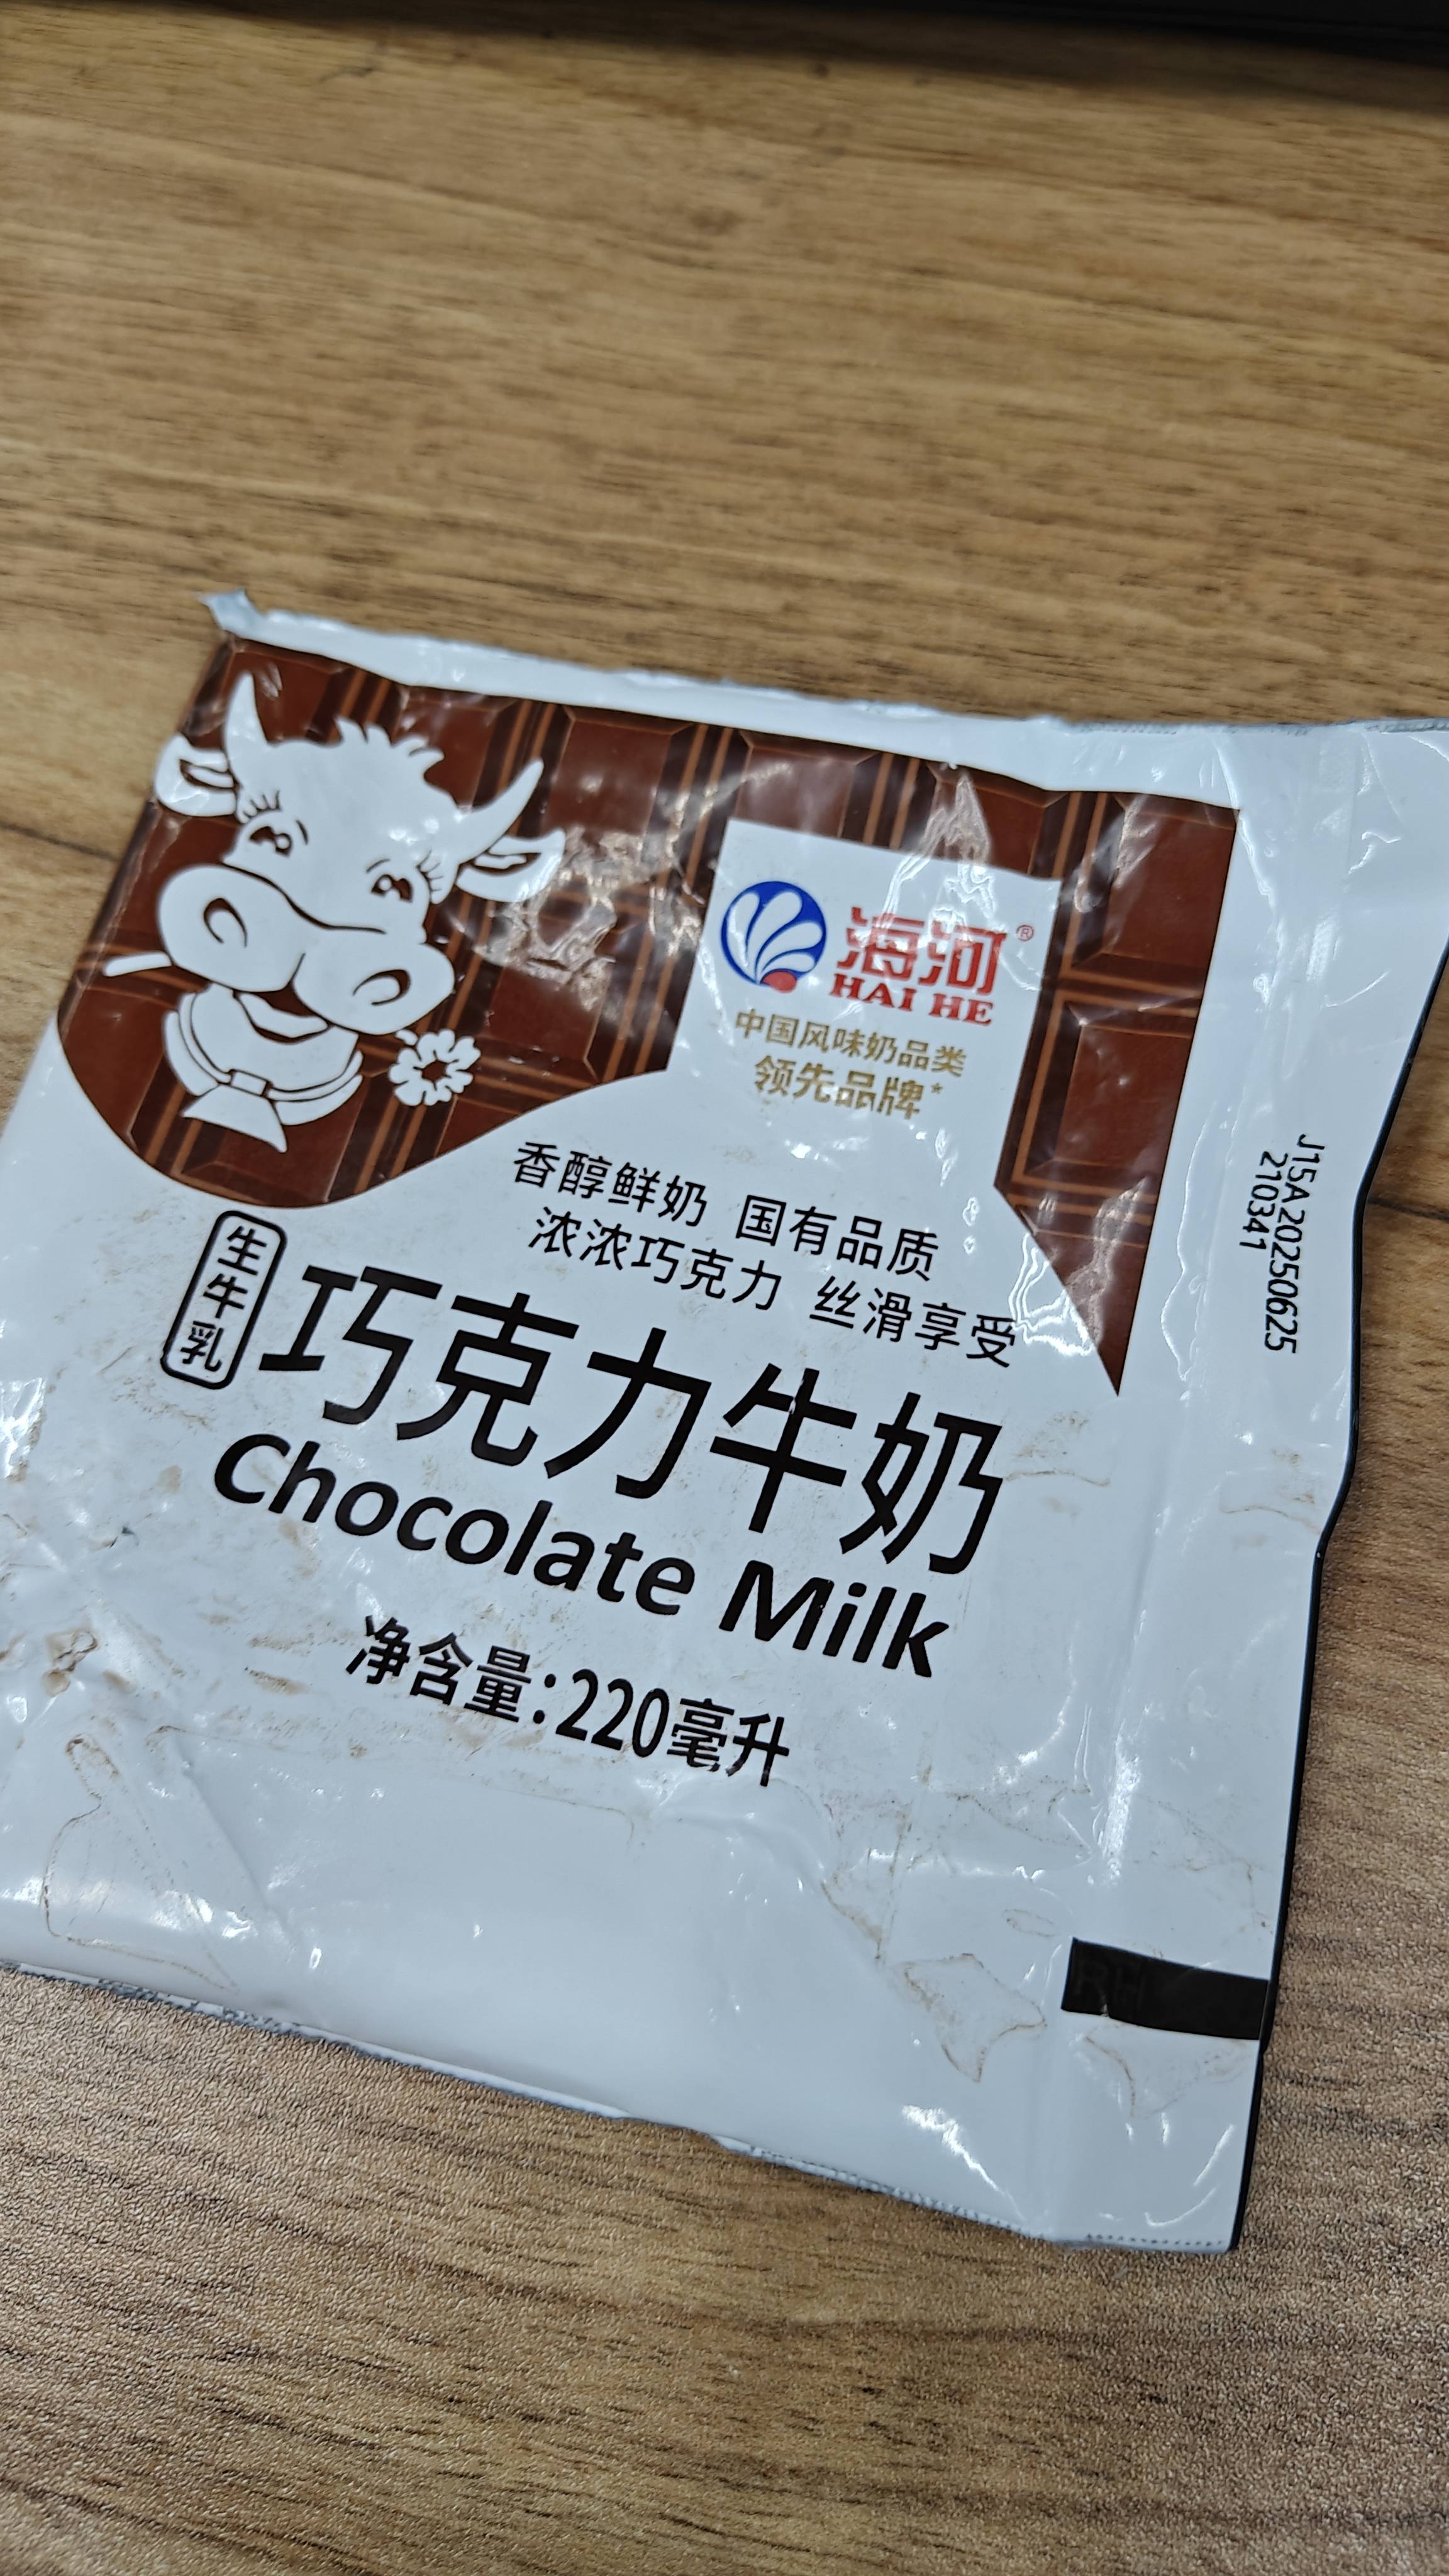 海河®
HAI HE
中国风味奶品类
领先品牌*
香醇鲜奶 国有品质
浓浓巧克力 丝滑享受
生牛乳
巧克力牛奶
Chocolate Milk
净含量:220毫升
J15A20250625
210341